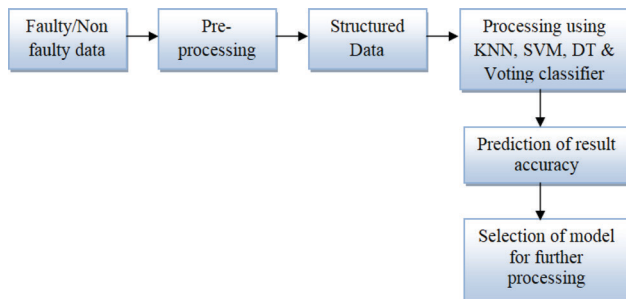 Faulty/Non
faulty data
Pre-
processing
Structured
Data
Processing using
KNN, SVM, DT &
Voting classifier
Prediction of result
accuracy
Selection of model
for further
processing